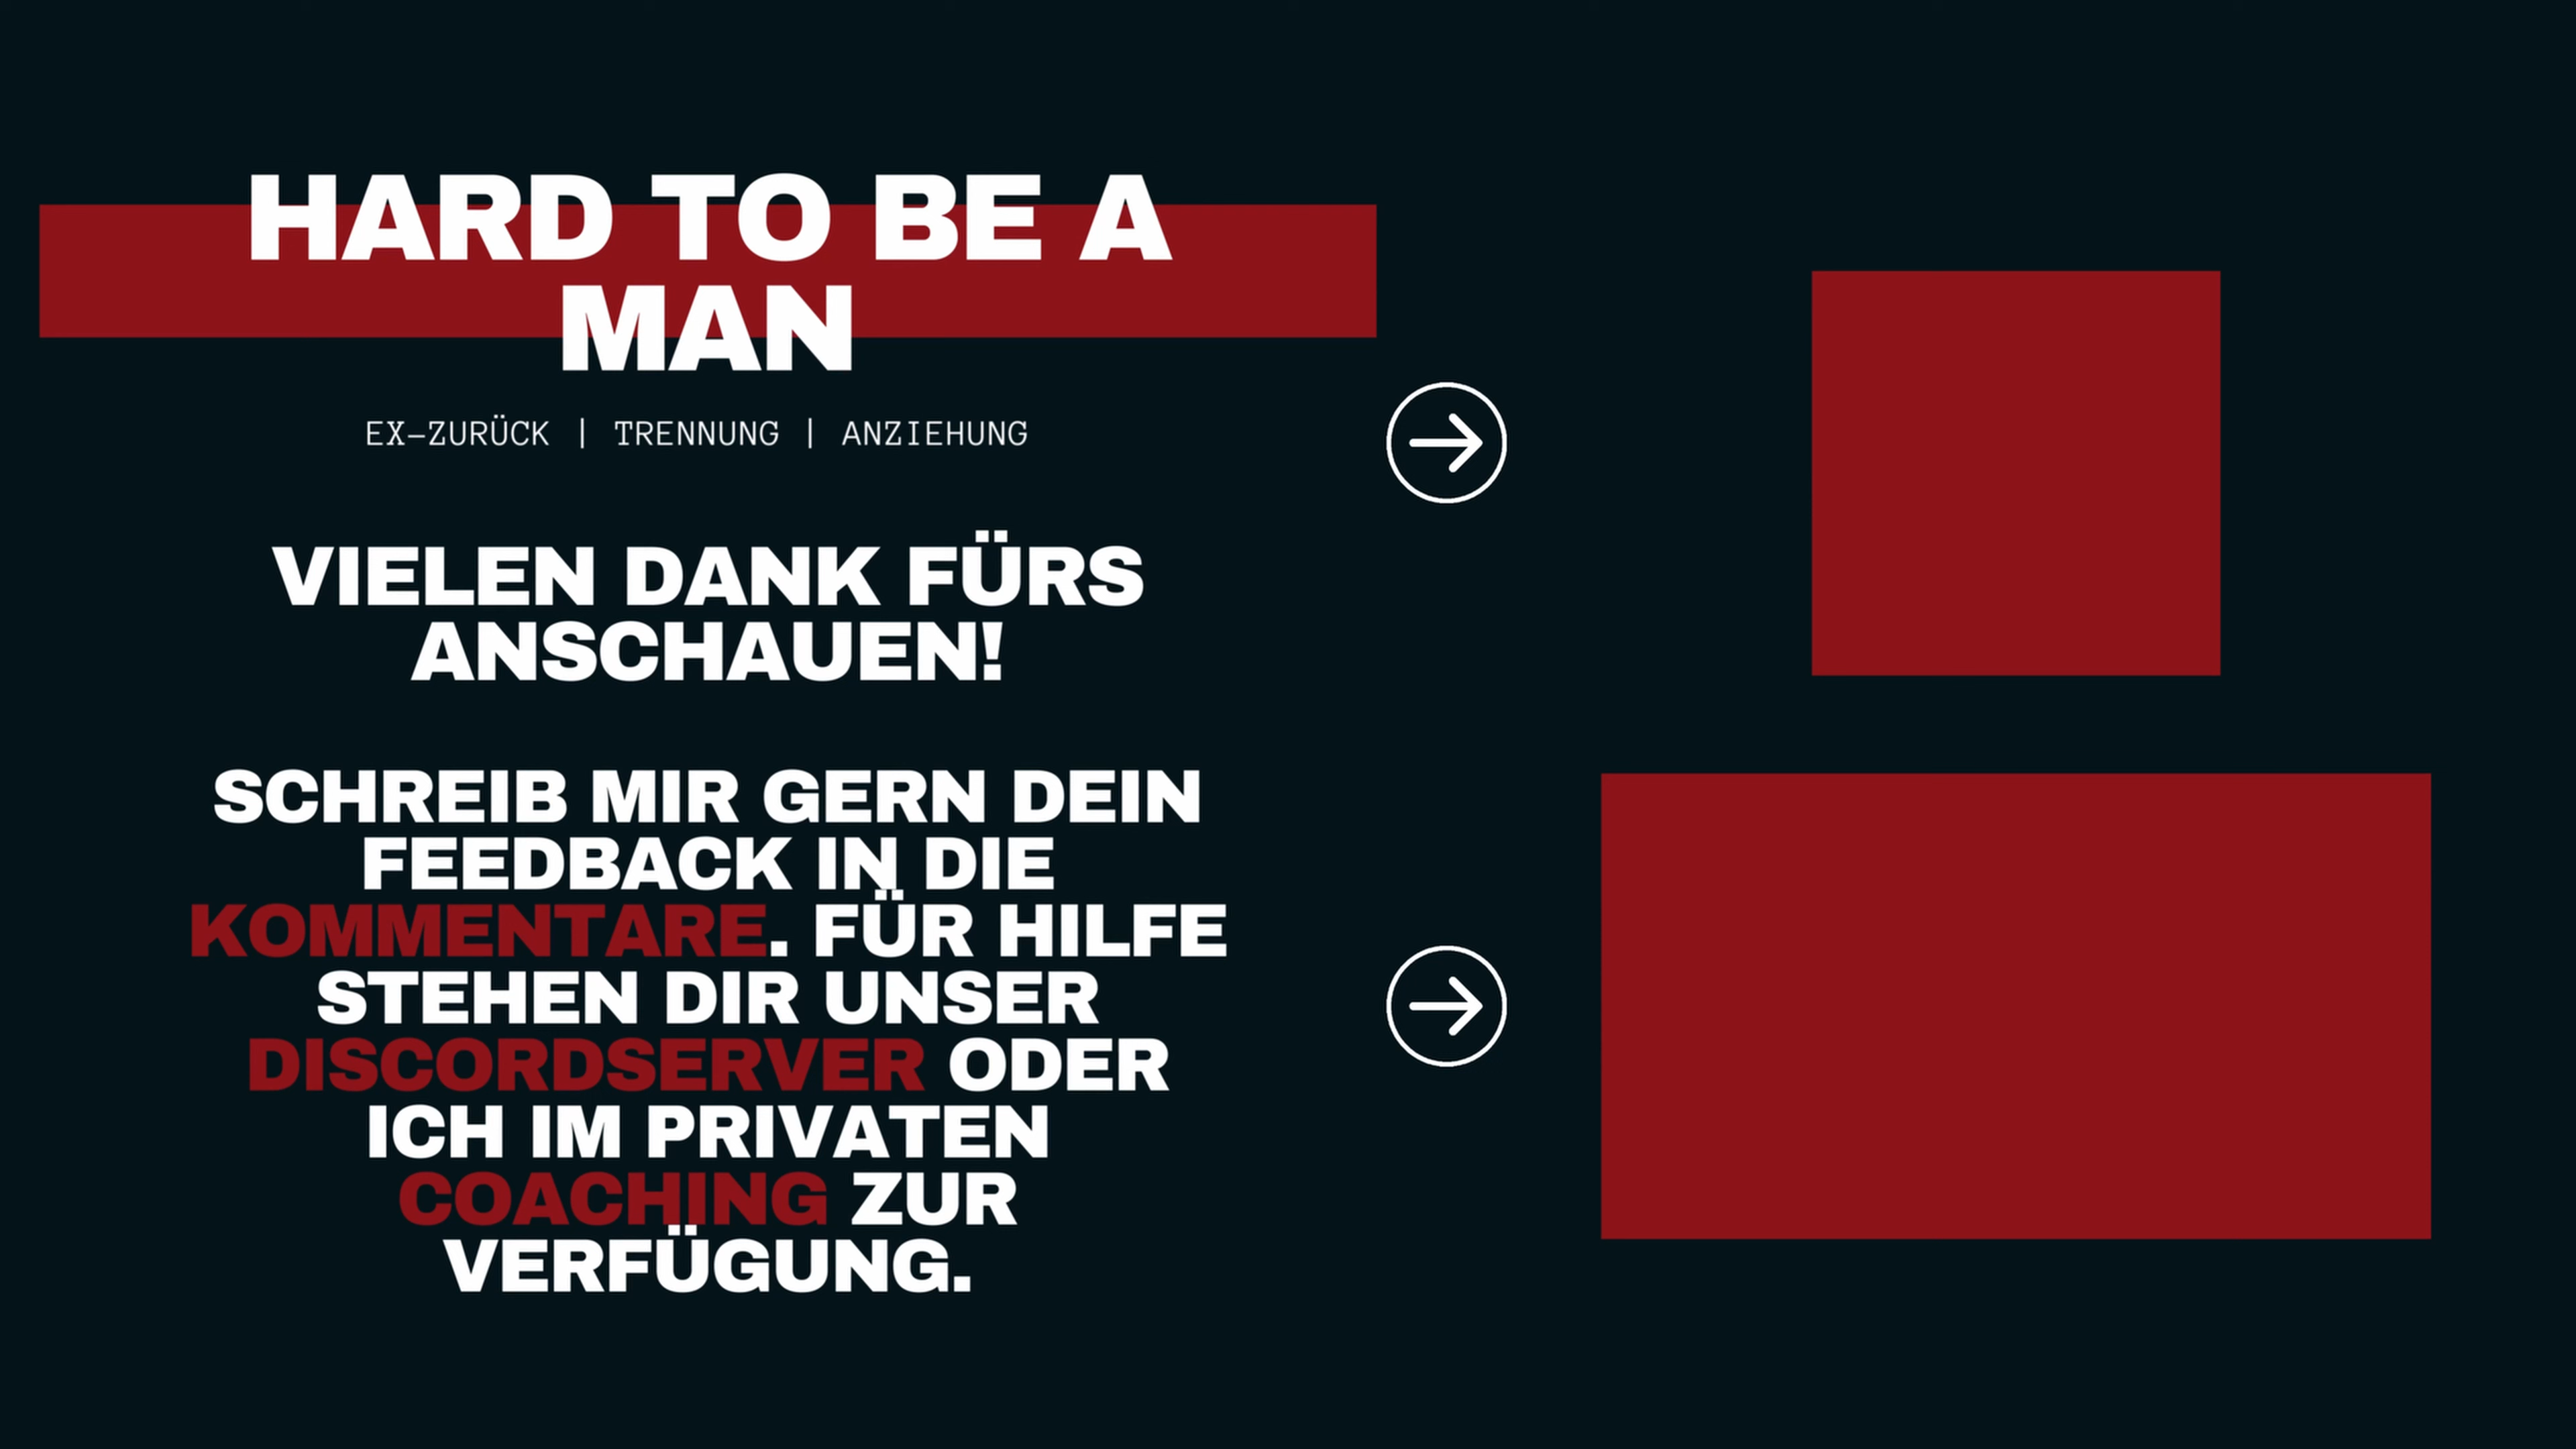 HARD TO BE A
MAN
EX-ZURÜCK | TRENNUNG | ANZIEHUNG
VIELEN DANK FÜRS
ANSCHAUEN!
SCHREIB MIR GERN DEIN
FEEDBACK IN DIE
KOMMENTARE. FÜR HILFE
STEHEN DIR UNSER
DISCORDSERVER ODER
ICH IM PRIVATEN
COACHING ZUR
VERFÜGUNG.